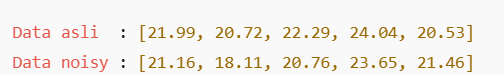 Data asli  : [21.99, 20.72, 22.29, 24.04, 20.53]
Data noisy : [21.16, 18.11, 20.76, 23.65, 21.46]